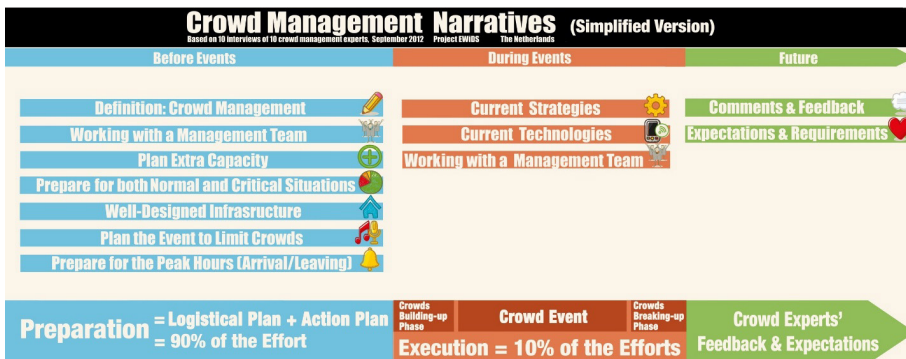 Crowd Management Narratives (Simplified Version)
Based on 10 interviews of 10 crowd management experts, September 2012 Project EWiDS The Netherlands
Before Events
During Events
Future
Definition: Crowd Management
Working with a Management Team
Plan Extra Capacity
Prepare for both Normal and Critical Situations
Well-Designed Infrasructure
Plan the Event to Limit Crowds
Prepare for the Peak Hours (Arrival/Leaving)
Current Strategies
Current Technologies
Working with a Management Team
Comments & Feedback
Expectations & Requirements
Preparation
= Logistical Plan + Action Plan
= 90% of the Effort
Crowds
Building-up
Phase
Crowd Event
Crowds
Breaking-up
Phase
Execution = 10% of the Efforts
Crowd Experts'
Feedback & Expectations